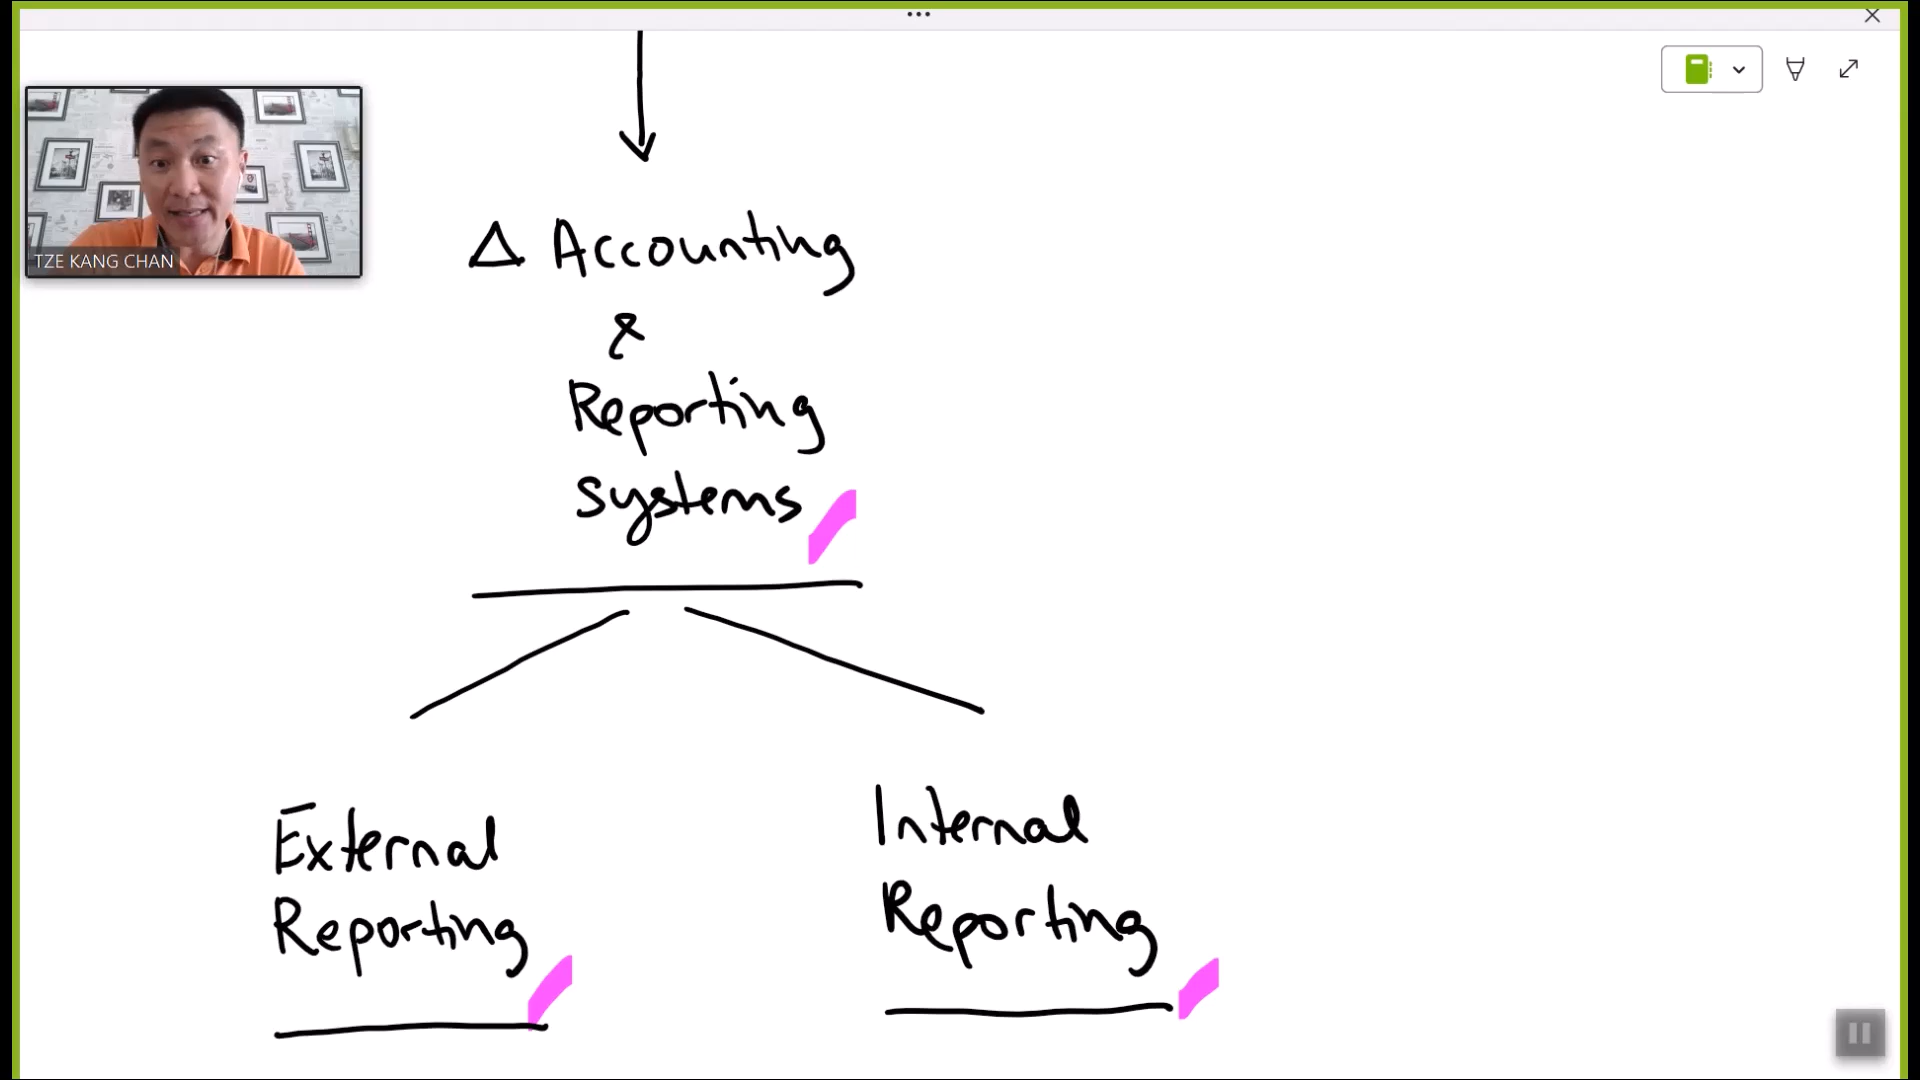 TZE KANG CHAN
Δ Accounting
&
Reporting
systems
External
Reporting
Internal
Reporting